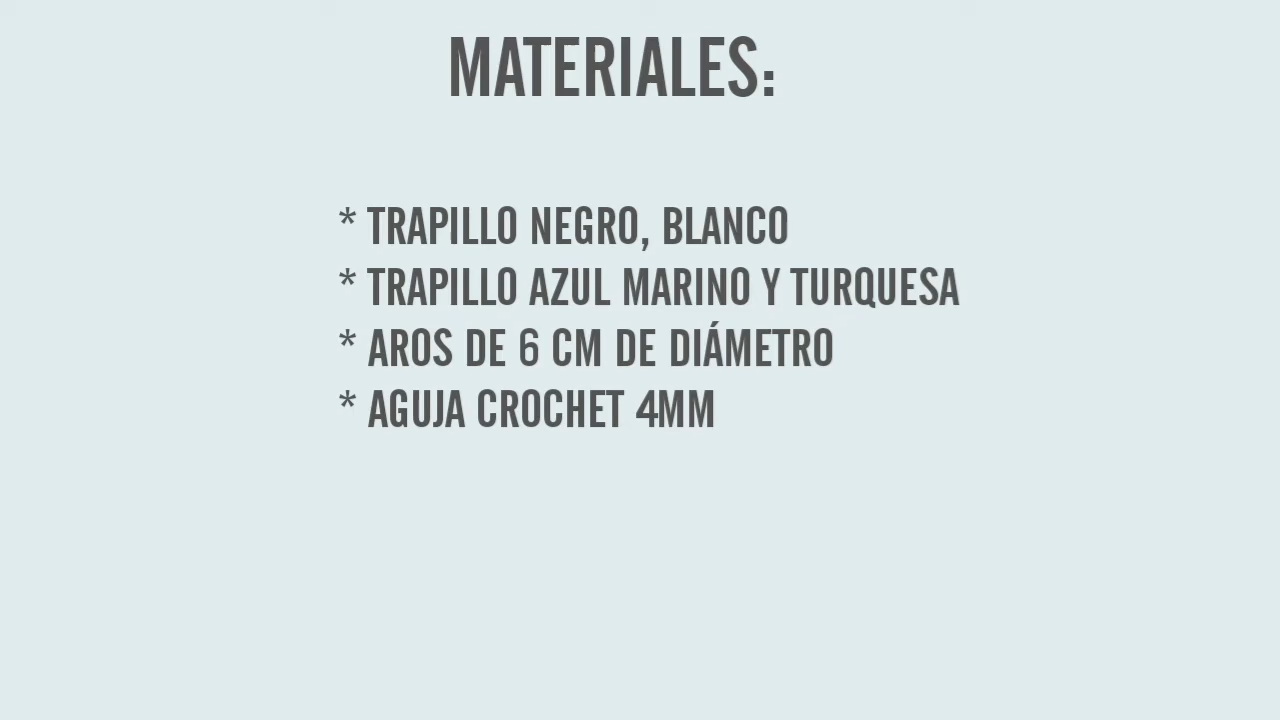 MATERIALES:
* TRAPILLO NEGRO, BLANCO
* TRAPILLO AZUL MARINO Y TURQUESA
* AROS DE 6 CM DE DIÁMETRO
* AGUJA CROCHET 4MM